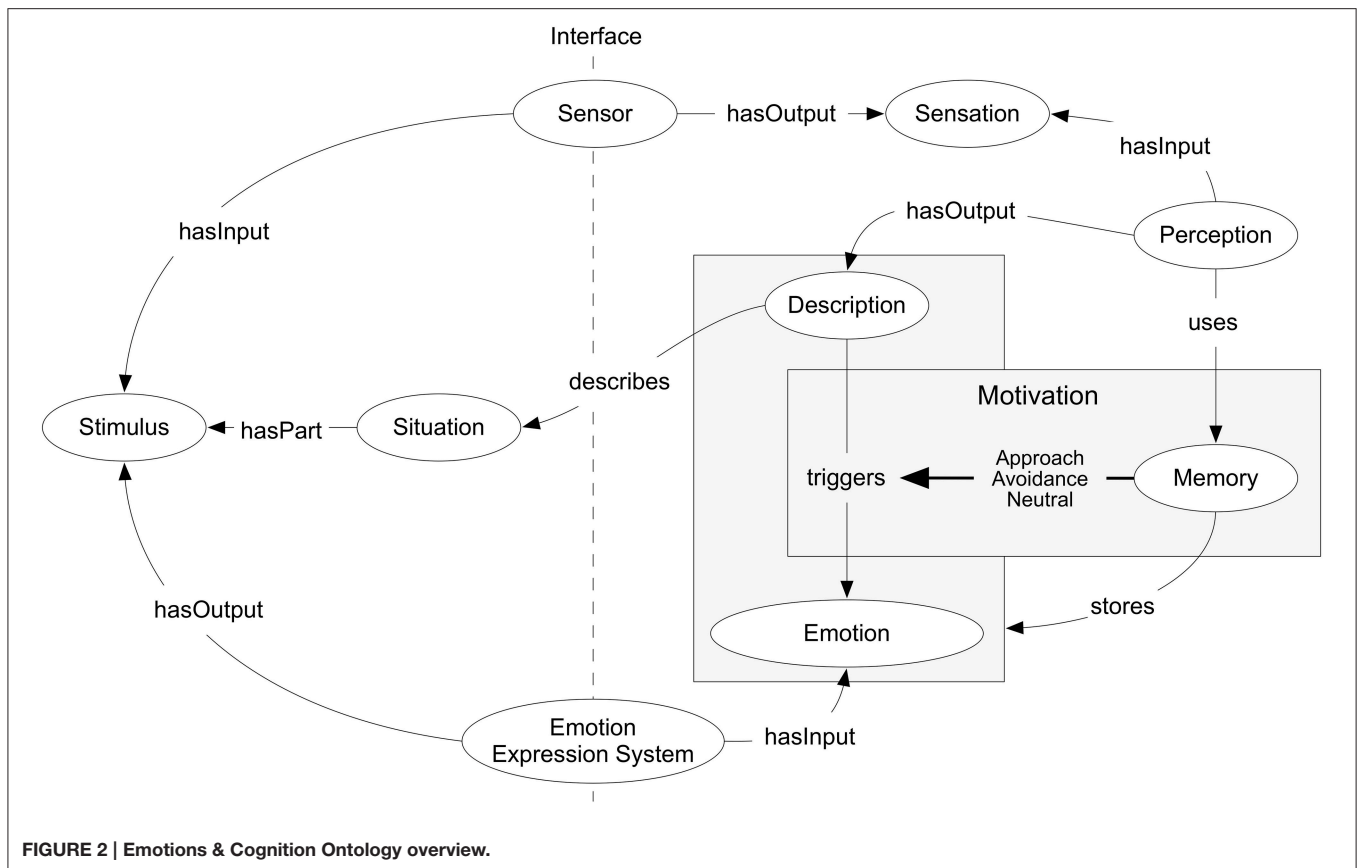 Interface
Sensor
hasOutput
Sensation
hasInput
hasOutput
Perception
hasInput
Description
uses
describes
Motivation
Stimulus
hasPart
Situation
triggers
Approach
Avoidance
Neutral
Memory
hasOutput
stores
Emotion
Emotion
Expression System
hasInput
FIGURE 2 | Emotions & Cognition Ontology overview.